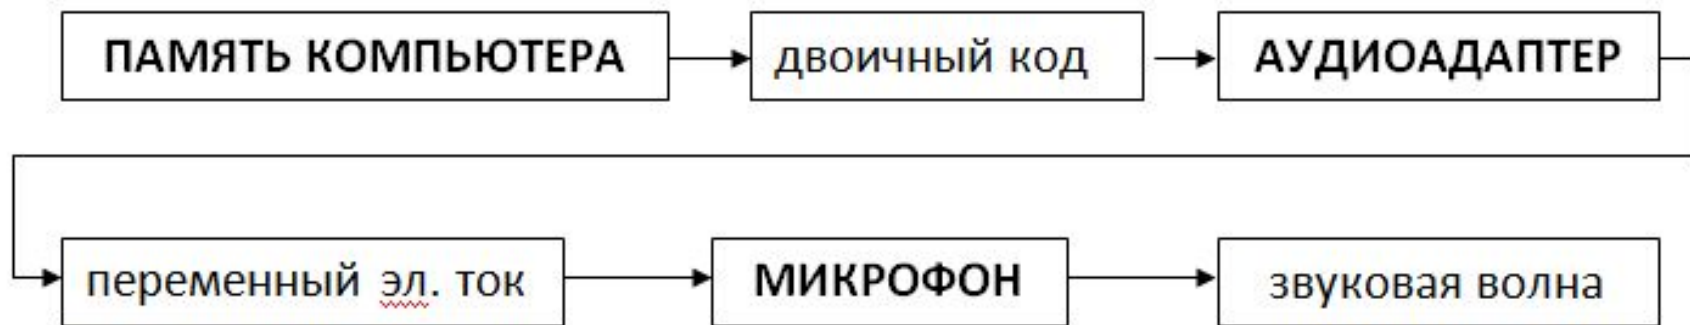 ПАМЯТЬ КОМПЬЮТЕРА двоичный код АУДИОАДАПТЕР
переменный эл. ток МИКРОФОН звуковая волна